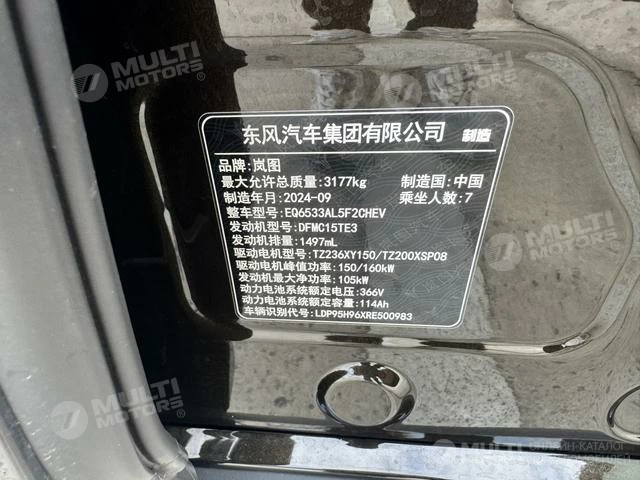 MULTI MOTORS®
东风汽车集团有限公司 制造
品牌:岚图
最大允许总质量:3177kg 制造国:中国
制造年月:2024-09 乘坐人数:7
整车型号:EQ6533AL5F2CHEV
发动机型号:DFMC15TE3
发动机排量:1497mL
驱动电机型号:TZ236XY150/TZ200XSP08
驱动电机峰值功率:150/160kW
发动机最大净功率:105kW
动力电池系统额定电压:366V
动力电池系统额定容量:114Ah
车辆识别代号:LDP95H96XRE500983
MULTI MOTORS®
MULTI
ОНЛАЙН-КАТАЛОГ